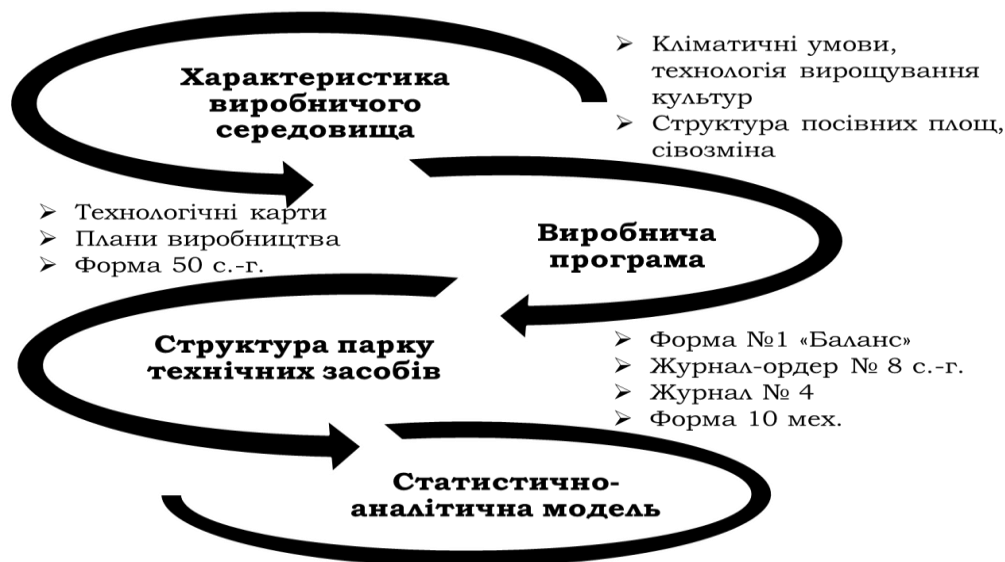 Характеристика
виробничого
середовища
➢ Кліматичні умови,
технологія вирощування
культур
➢ Структура посівних площ,
сівозміна
➢ Технологічні карти
➢ Плани виробництва
➢ Форма 50 с.-г.
Виробнича
програма
Структура парку
технічних засобів
➢ Форма №1 «Баланс»
➢ Журнал-ордер № 8 с.-г.
➢ Журнал № 4
➢ Форма 10 мех.
Статистично-
аналітична модель